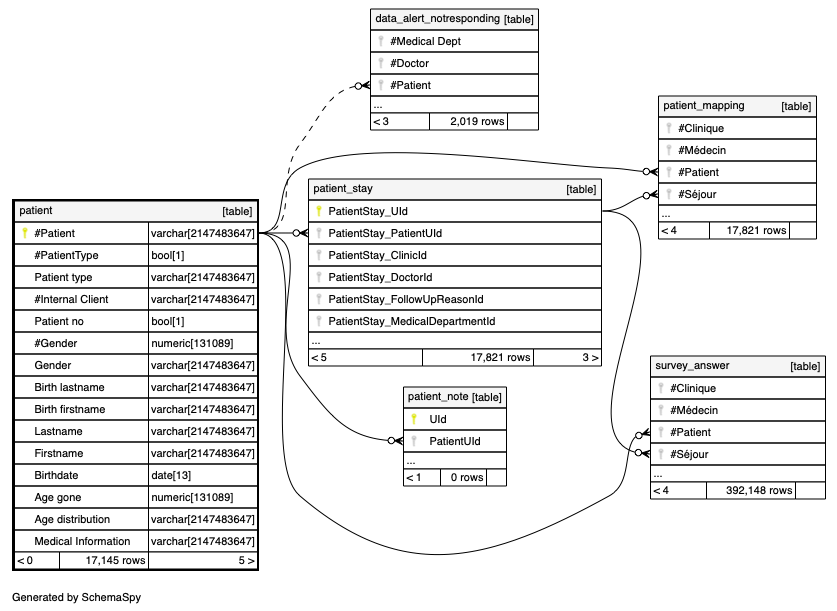 data_alert_notresponding [table]
#Medical Dept
#Doctor
#Patient
...
< 3 2,019 rows
patient_mapping [table]
#Clinique
#Médecin
#Patient
#Séjour
...
< 4 17,821 rows
patient_stay [table]
PatientStay_UId
PatientStay_PatientUId
PatientStay_ClinicId
PatientStay_DoctorId
PatientStay_FollowUpReasonId
PatientStay_MedicalDepartmentId
...
< 5 17,821 rows 3 >
patient [table]
#Patient varchar[2147483647]
#PatientType bool[1]
Patient type varchar[2147483647]
#Internal Client varchar[2147483647]
Patient no bool[1]
#Gender numeric[131089]
Gender varchar[2147483647]
Birth lastname varchar[2147483647]
Birth firstname varchar[2147483647]
Lastname varchar[2147483647]
Firstname varchar[2147483647]
Birthdate date[13]
Age gone numeric[131089]
Age distribution varchar[2147483647]
Medical Information varchar[2147483647]
< 0 17,145 rows 5 >
patient_note [table]
UId
PatientUId
...
< 1 0 rows
survey_answer [table]
#Clinique
#Médecin
#Patient
#Séjour
...
< 4 392,148 rows
Generated by SchemaSpy